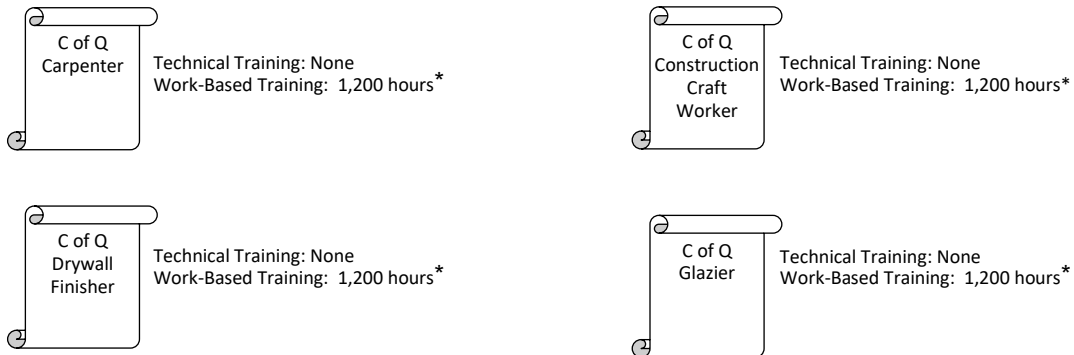 C of Q
Carpenter
Technical Training: None
Work-Based Training: 1,200 hours*
C of Q
Construction
Craft
Worker
Technical Training: None
Work-Based Training: 1,200 hours*
C of Q
Drywall
Finisher
Technical Training: None
Work-Based Training: 1,200 hours*
C of Q
Glazier
Technical Training: None
Work-Based Training: 1,200 hours*